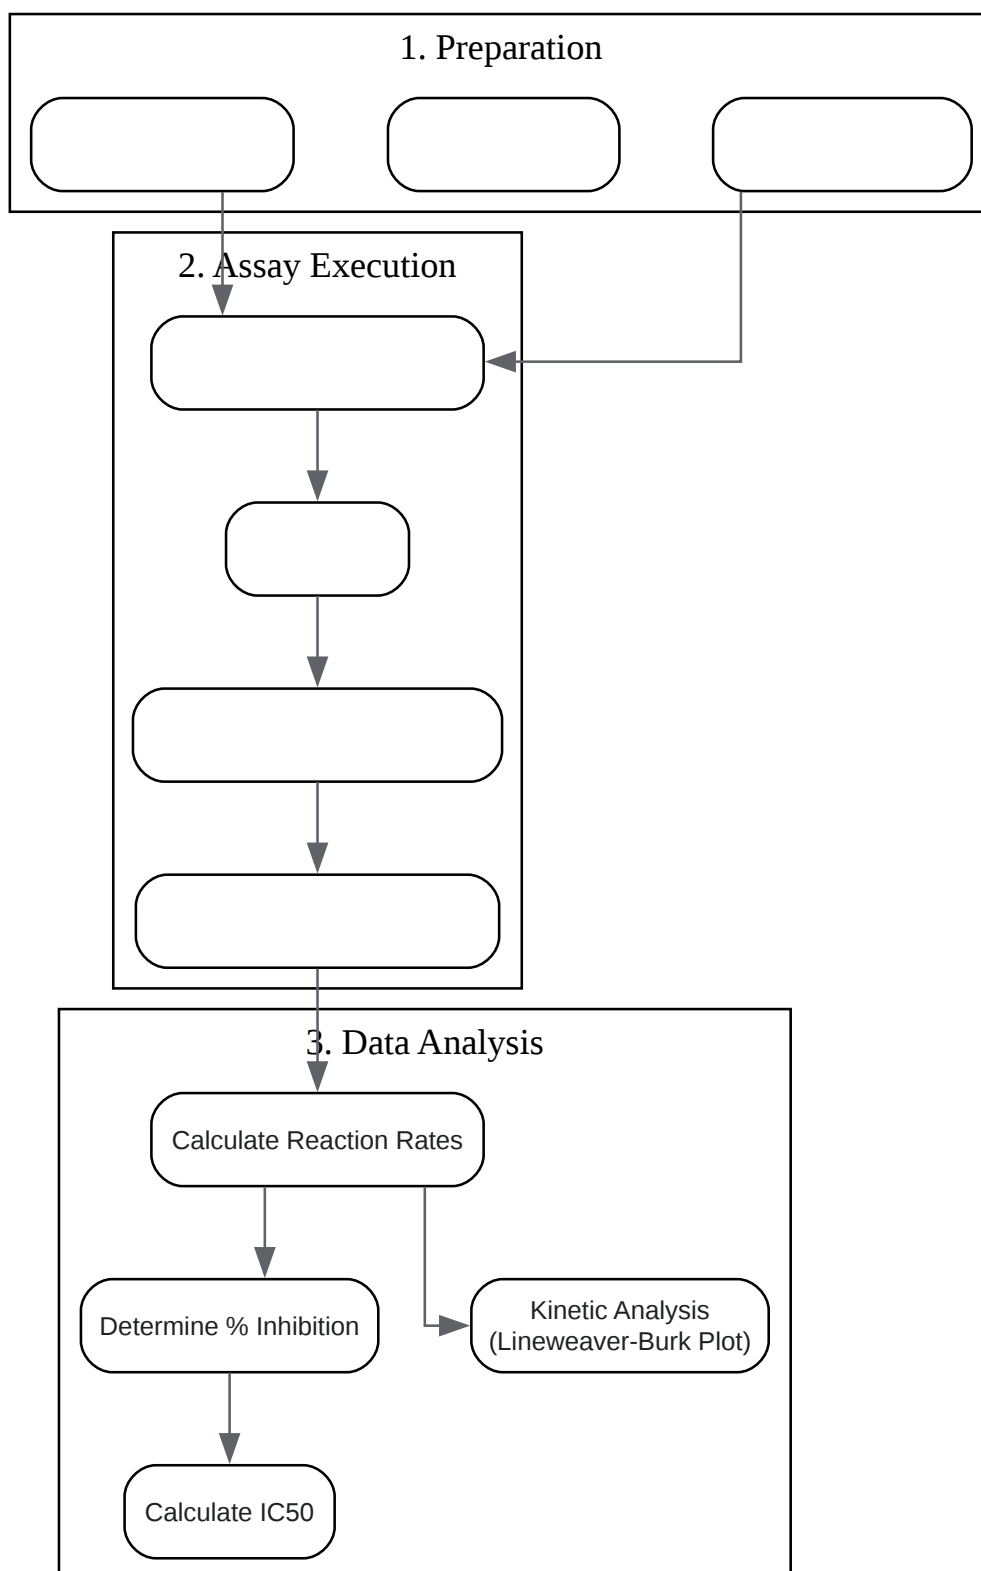 1. Preparation
2. Assay Execution
3. Data Analysis
Calculate Reaction Rates
Determine % Inhibition
Kinetic Analysis
(Lineweaver-Burk Plot)
Calculate IC50